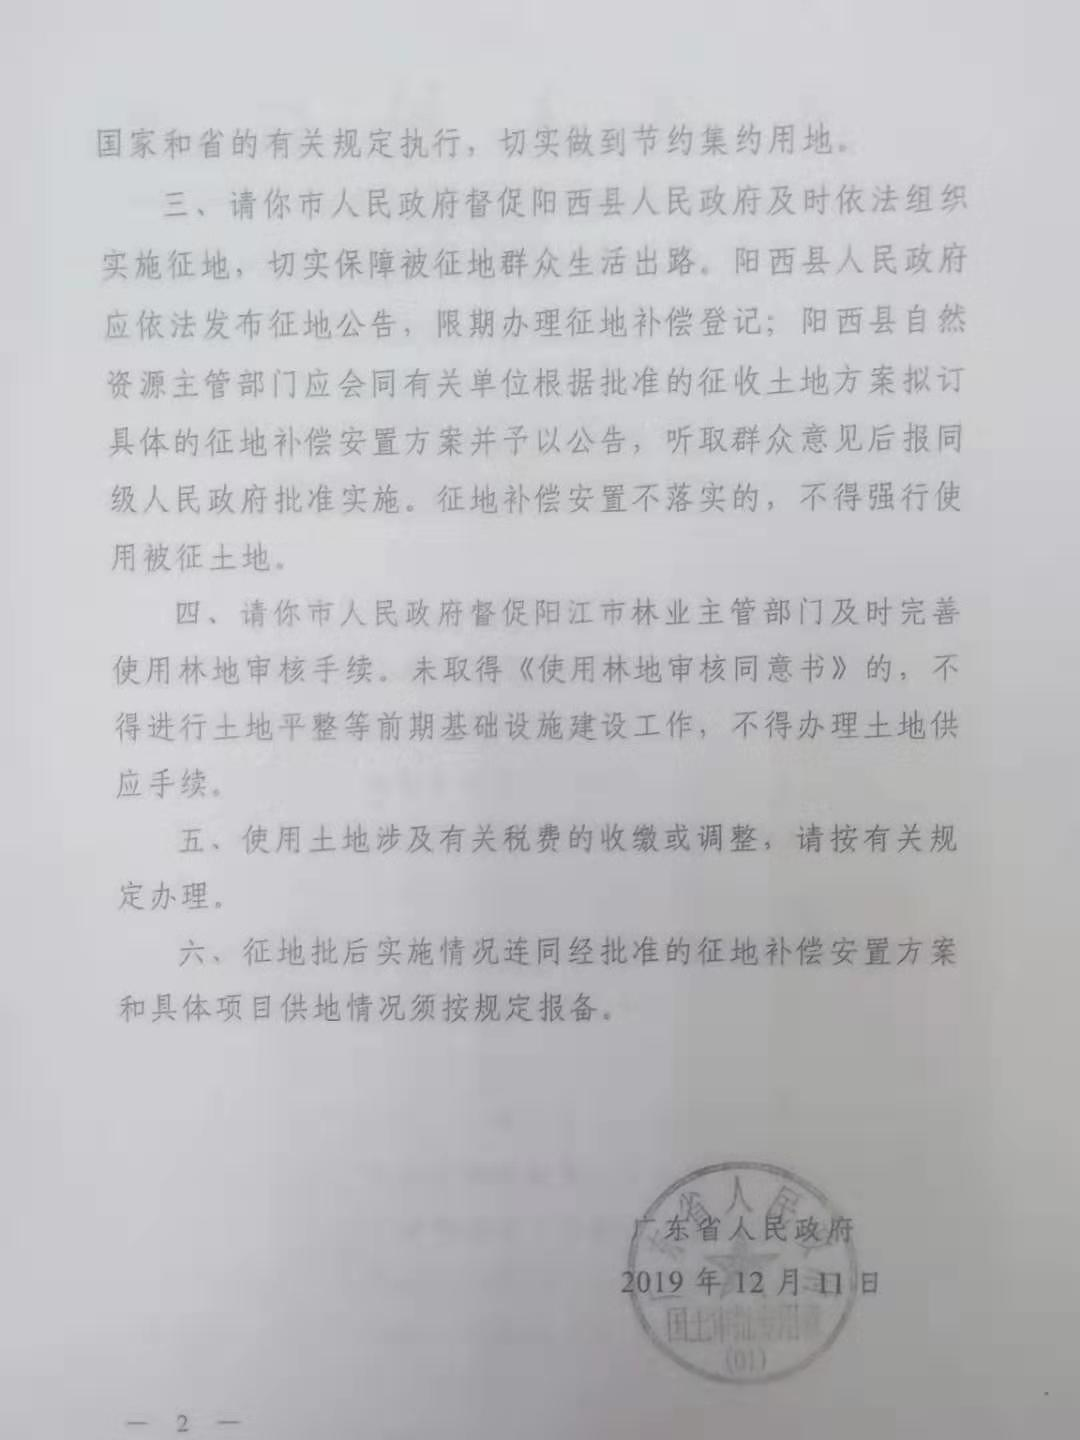 国家和省的有关规定执行，切实做到节约集约用地。
三、请你市人民政府督促阳西县人民政府及时依法组织
实施征地，切实保障被征地群众生活出路。阳西县人民政府
应依法发布征地公告，限期办理征地补偿登记；阳西县自然
资源主管部门应会同有关单位根据批准的征收土地方案拟订
具体的征地补偿安置方案并予以公告，听取群众意见后报同
级人民政府批准实施。征地补偿安置不落实的，不得强行使
用被征土地。
四、请你市人民政府督促阳江市林业主管部门及时完善
使用林地审核手续。未取得《使用林地审核同意书》的，不
得进行土地平整等前期基础设施建设工作，不得办理土地供
应手续。
五、使用土地涉及有关税费的收缴或调整，请按有关规
定办理。
六、征地批后实施情况连同经批准的征地补偿安置方案
和具体项目供地情况须按规定报备。
广东省人民政府
2019 年 12 月 11 日
国土审批专用章
(01)
— 2 —